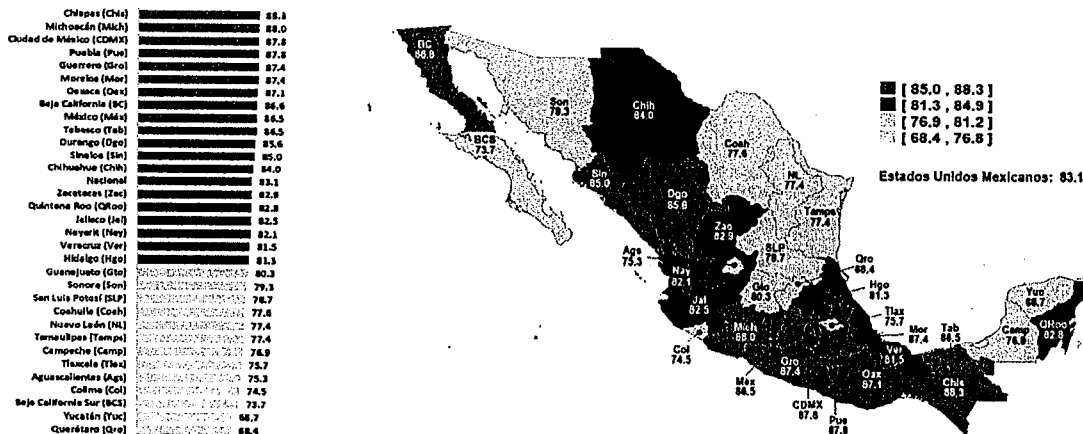 Chiapas (Chis) 88.3
Michoacán (Mich) 88.0
Ciudad de México (CDMX) 87.8
Puebla (Pue) 87.8
Guerrero (Gro) 87.4
Morelos (Mor) 87.4
Oaxaca (Oax) 87.1
Baja California (BC) 86.6
México (Méx) 86.5
Tabasco (Tab) 86.5
Durango (Dgo) 85.6
Sinaloa (Sin) 85.0
Chihuahua (Chih) 84.0
Nacional 83.1
Zacatecas (Zac) 82.9
Quintana Roo (QRoo) 82.8
Jalisco (Jal) 82.5
Nayarit (Nay) 82.1
Veracruz (Ver) 81.5
Hidalgo (Hgo) 81.3
Guanajuato (Gto) 80.3
Sonora (Son) 79.3
San Luis Potosí (SLP) 78.7
Coahuila (Coah) 77.6
Nuevo León (NL) 77.4
Tamaulipas (Tamps) 77.4
Campeche (Camp) 76.9
Tlaxcala (Tlax) 75.7
Aguascalientes (Ags) 75.3
Colima (Col) 74.5
Baja California Sur (BCS) 73.7
Yucatán (Yuc) 68.7
Querétaro (Qro) 68.4
BC
86.6
Son
79.3
Chih
84.0
BCS
73.7
Coah
77.6
Sin
85.0
Dgo
85.6
NL
77.4
Tamps
77.4
Zac
82.9
SLP
78.7
Ags
75.3
Nay
82.1
Gto
80.3
Jal
82.5
Qro
68.4
Hgo
81.3
Tlax
75.7
Mor
87.4
Tab
86.5
Yuc
68.7
Camp
76.9
QRoo
82.8
Col
74.5
Mich
88.0
Gro
87.4
Méx
86.5
CDMX
87.8
Pue
87.8
Oax
87.1
Ver
81.5
Chis
88.3
[ 85.0 , 88.3 ]
[ 81.3 , 84.9 ]
[ 76.9 , 81.2 ]
[ 68.4 , 76.8 ]
Estados Unidos Mexicanos: 83.1